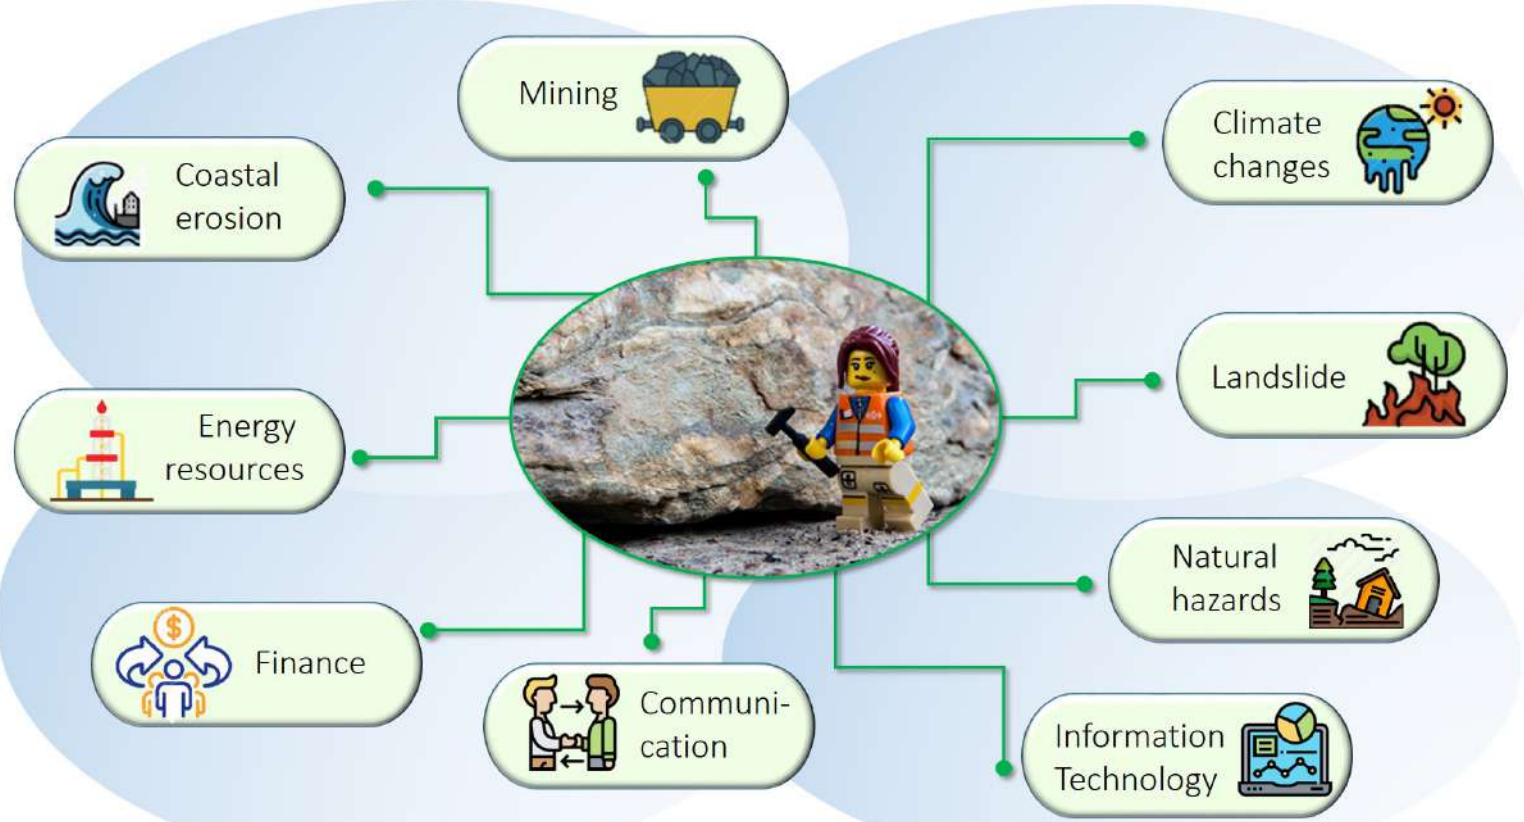 Mining
Climate
changes
Coastal
erosion
Landslide
Energy
resources
Natural
hazards
Finance
Communi-
cation
Information
Technology